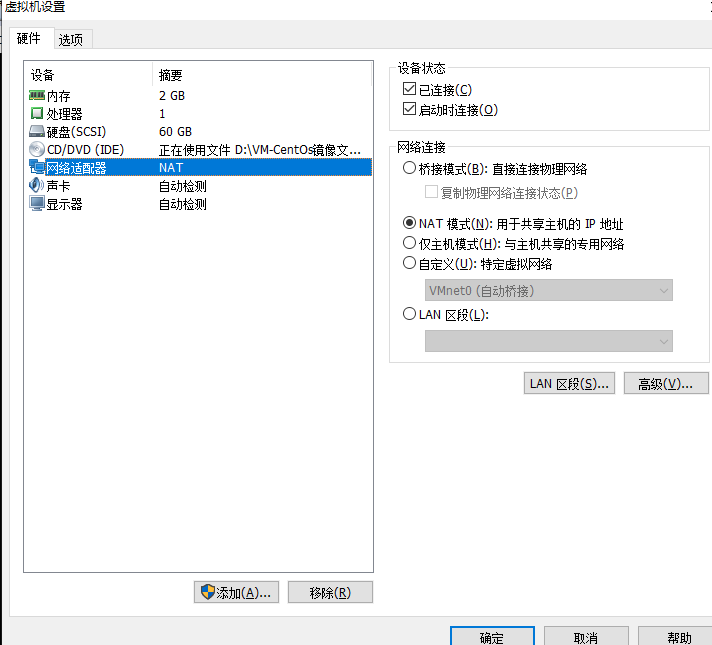 虚拟机设置
硬件 选项
设备 摘要
内存 2 GB
处理器 1
硬盘(SCSI) 60 GB
CD/DVD (IDE) 正在使用文件 D:\VM-CentOs镜像文...
网络适配器 NAT
声卡 自动检测
显示器 自动检测
添加(A)... 移除(R)
设备状态
已连接(C)
启动时连接(O)
网络连接
桥接模式(B): 直接连接物理网络
复制物理网络连接状态(P)
NAT 模式(N): 用于共享主机的 IP 地址
仅主机模式(H): 与主机共享的专用网络
自定义(U): 特定虚拟网络
VMnet0 (自动桥接)
LAN 区段(L):
LAN 区段(S)... 高级(V)...
确定 取消 帮助